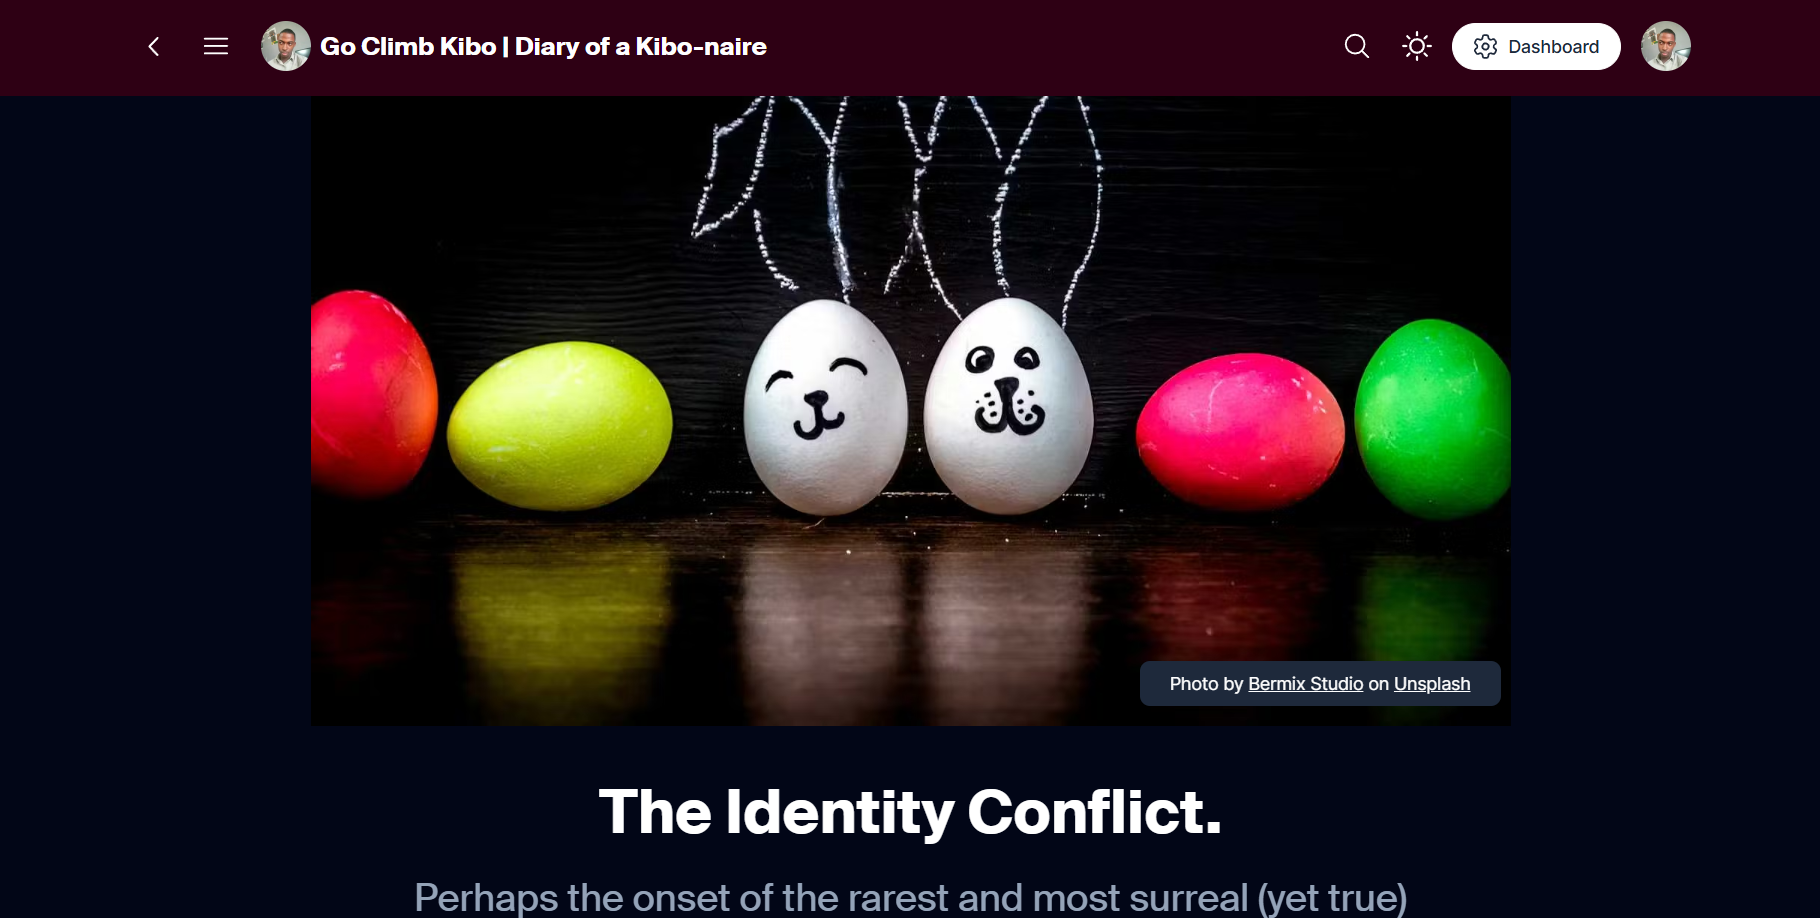 Go Climb Kibo | Diary of a Kibo-naire
Dashboard
Photo by Bermix Studio on Unsplash
The Identity Conflict.
Perhaps the onset of the rarest and most surreal (yet true)